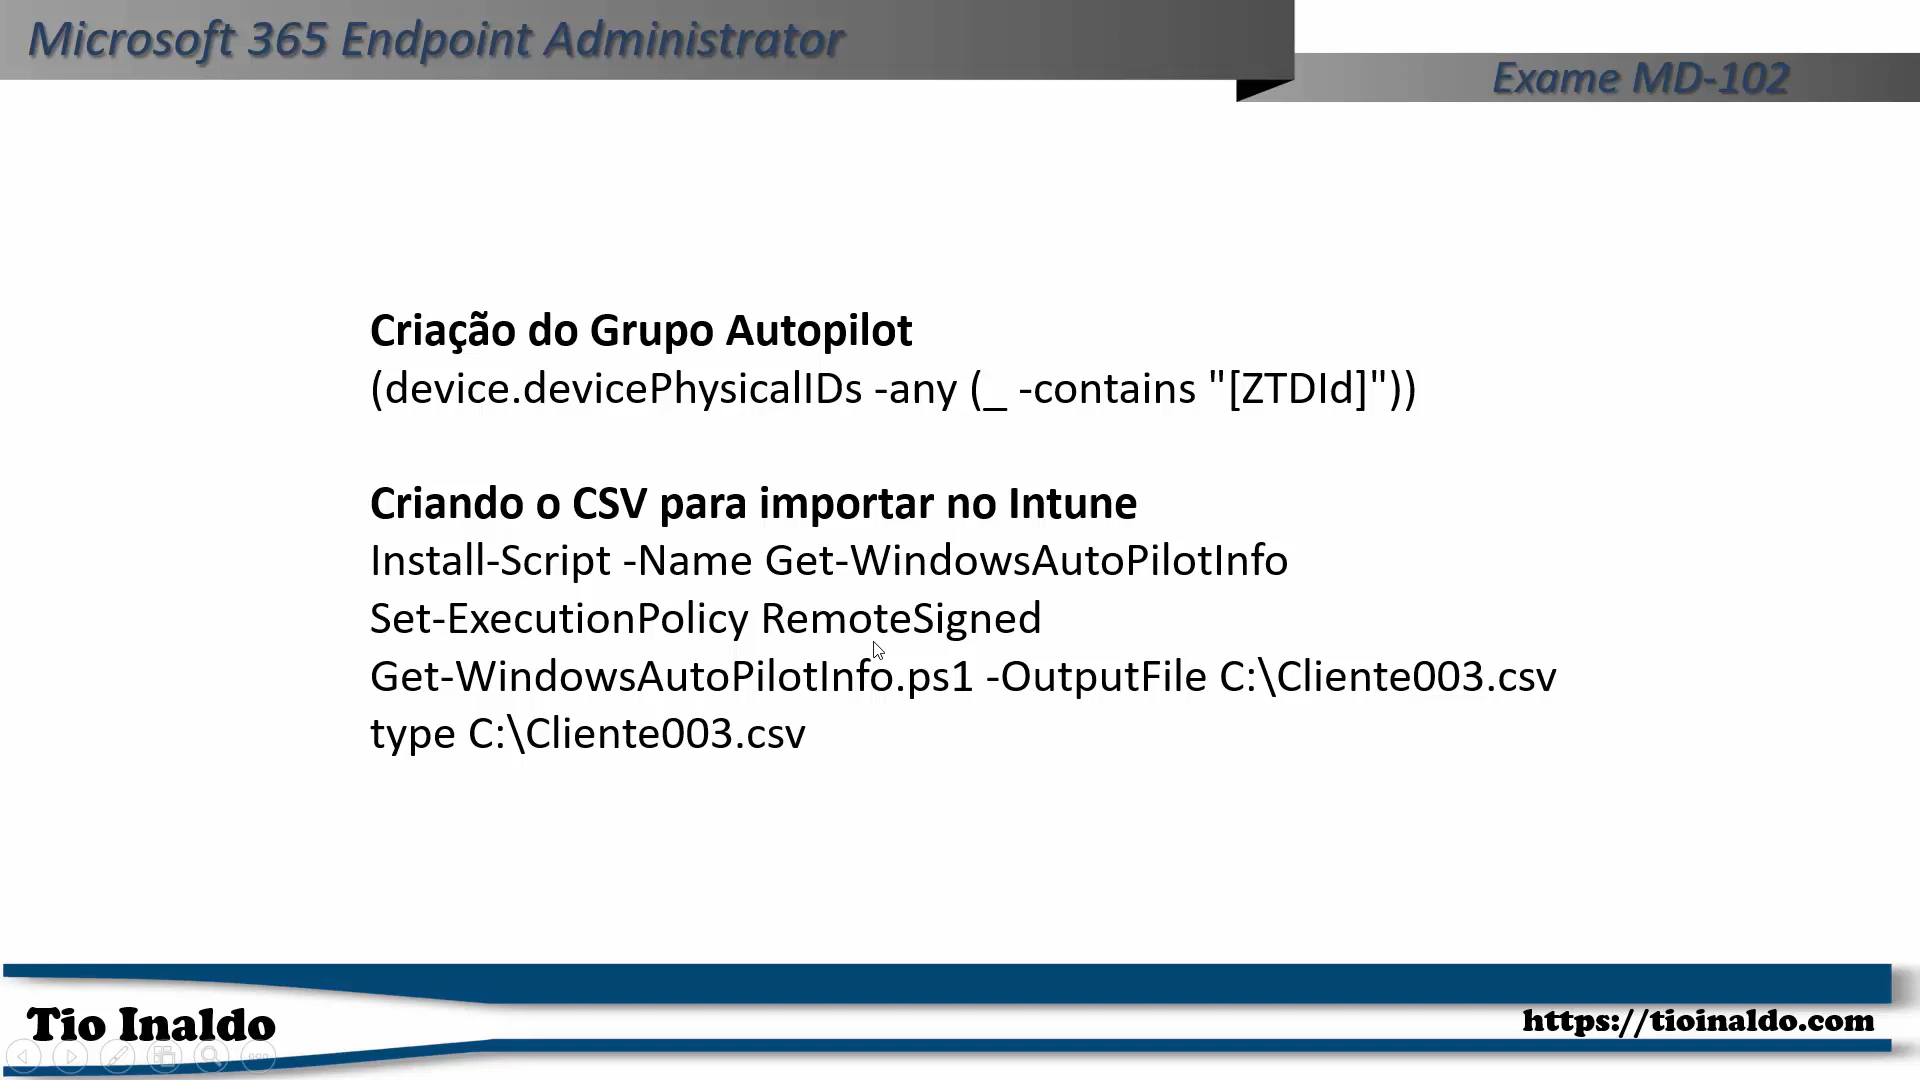 Microsoft 365 Endpoint Administrator
Exame MD-102
Criação do Grupo Autopilot
(device.devicePhysicalIDs -any (_ -contains "[ZTDId]"))
Criando o CSV para importar no Intune
Install-Script -Name Get-WindowsAutoPilotInfo
Set-ExecutionPolicy RemoteSigned
Get-WindowsAutoPilotInfo.ps1 -OutputFile C:\Cliente003.csv
type C:\Cliente003.csv
Tio Inaldo
https://tioinaldo.com